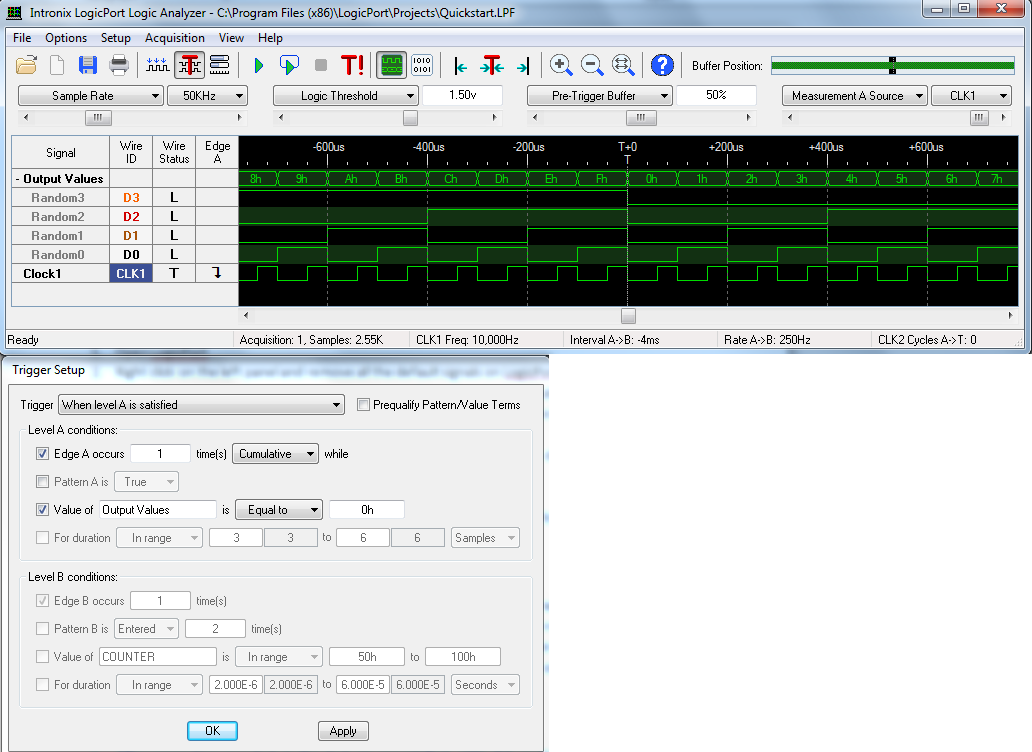 Intronix LogicPort Logic Analyzer - C:\Program Files (x86)\LogicPort\Projects\Quickstart.LPF
File Options Setup Acquisition View Help
T! 1010 0101 T Buffer Position:
Sample Rate 50KHz Logic Threshold 1.50v Pre-Trigger Buffer 50% Measurement A Source CLK1
Signal Wire ID Wire Status Edge A -600us -400us -200us T+0 +200us +400us +600us
T
- Output Values 8h 9h Ah Bh Ch Dh Eh Fh 0h 1h 2h 3h 4h 5h 6h 7h
Random3 D3 L
Random2 D2 L
Random1 D1 L
Random0 D0 L
Clock1 CLK1 T
Ready Acquisition: 1, Samples: 2.55K CLK1 Freq: 10,000Hz Interval A->B: -4ms Rate A->B: 250Hz CLK2 Cycles A->T: 0
Trigger Setup
Trigger When level A is satisfied Prequalify Pattern/Value Terms
Level A conditions:
Edge A occurs 1 time(s) Cumulative while
Pattern A is True
Value of Output Values is Equal to 0h
For duration In range 3 3 to 6 6 Samples
Level B conditions:
Edge B occurs 1 time(s)
Pattern B is Entered 2 time(s)
Value of COUNTER is In range 50h to 100h
For duration In range 2.000E-6 2.000E-6 to 6.000E-5 6.000E-5 Seconds
OK Apply